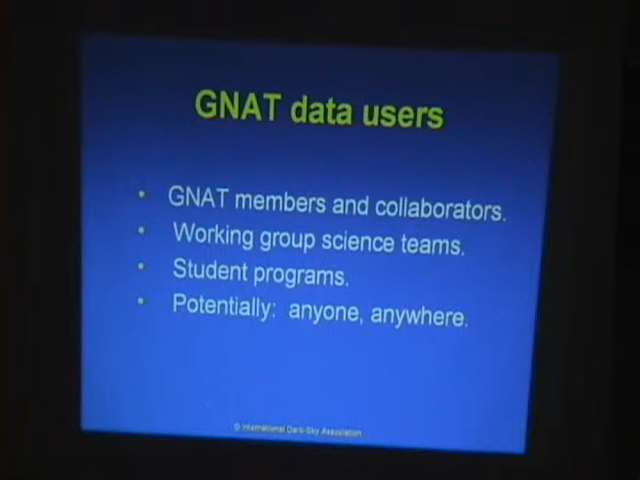 GNAT data users
• GNAT members and collaborators.
• Working group science teams.
• Student programs.
• Potentially: anyone, anywhere.
© International Dark-Sky Association